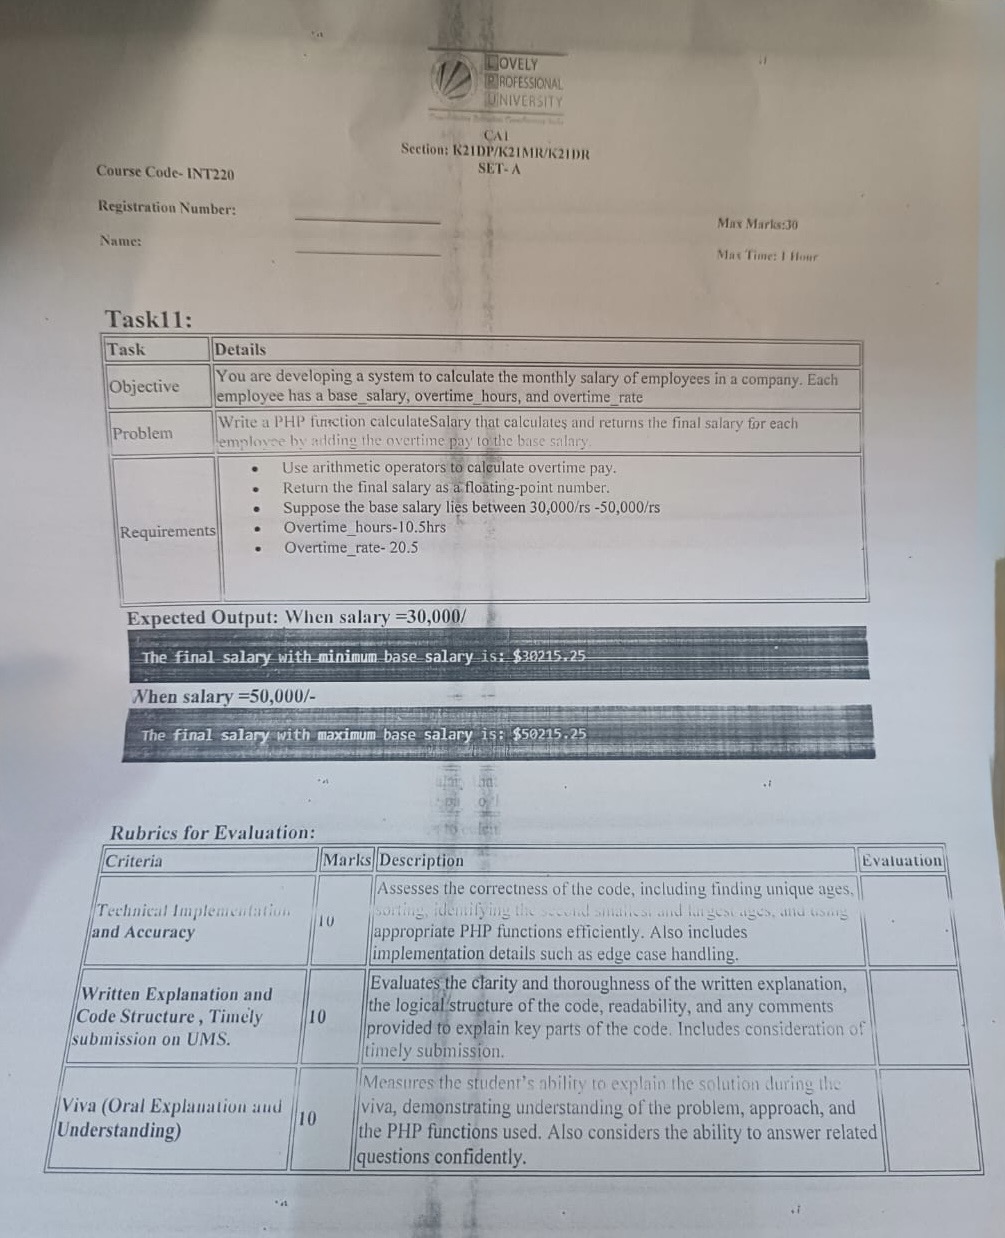 LOVELY
PROFESSIONAL
UNIVERSITY
CA1
Section: K21DP/K21MR/K21DR
SET- A
Course Code- INT220
Registration Number:
Name:
Max Marks:30
Max Time: 1 Hour
Task11:
Task Details
Objective You are developing a system to calculate the monthly salary of employees in a company. Each
employee has a base_salary, overtime_hours, and overtime_rate
Problem Write a PHP function calculateSalary that calculates and returns the final salary for each
employee by adding the overtime pay to the base salary.
Requirements
• Use arithmetic operators to calculate overtime pay.
• Return the final salary as a floating-point number.
• Suppose the base salary lies between 30,000/rs -50,000/rs
• Overtime_hours-10.5hrs
• Overtime_rate- 20.5
Expected Output: When salary =30,000/
The final salary with minimum base salary is: $30215.25
When salary =50,000/-
The final salary with maximum base salary is: $50215.25
Rubrics for Evaluation:
Criteria Marks Description Evaluation
Technical Implementation
and Accuracy
10
Assesses the correctness of the code, including finding unique ages,
sorting, identifying the second smallest and largest ages, and using
appropriate PHP functions efficiently. Also includes
implementation details such as edge case handling.
Written Explanation and
Code Structure , Timely
submission on UMS.
10
Evaluates the clarity and thoroughness of the written explanation,
the logical structure of the code, readability, and any comments
provided to explain key parts of the code. Includes consideration of
timely submission.
Viva (Oral Explanation and
Understanding)
10
Measures the student's ability to explain the solution during the
viva, demonstrating understanding of the problem, approach, and
the PHP functions used. Also considers the ability to answer related
questions confidently.